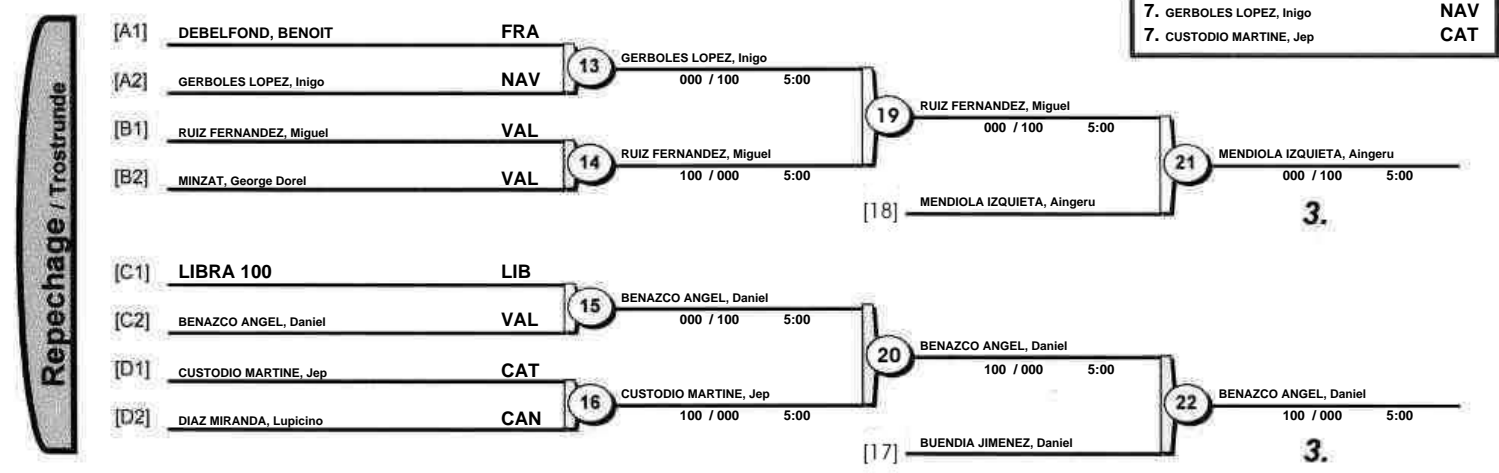 7. GERBOLES LOPEZ, Inigo NAV
7. CUSTODIO MARTINE, Jep CAT
Repechage / Trostrunde
[A1] DEBELFOND, BENOIT FRA
[A2] GERBOLES LOPEZ, Inigo NAV
13 GERBOLES LOPEZ, Inigo
000 / 100 5:00
[B1] RUIZ FERNANDEZ, Miguel VAL
[B2] MINZAT, George Dorel VAL
14 RUIZ FERNANDEZ, Miguel
100 / 000 5:00
19 RUIZ FERNANDEZ, Miguel
000 / 100 5:00
[18] MENDIOLA IZQUIETA, Aingeru
21 MENDIOLA IZQUIETA, Aingeru
000 / 100 5:00
3.
[C1] LIBRA 100 LIB
[C2] BENAZCO ANGEL, Daniel VAL
15 BENAZCO ANGEL, Daniel
000 / 100 5:00
[D1] CUSTODIO MARTINE, Jep CAT
[D2] DIAZ MIRANDA, Lupicino CAN
16 CUSTODIO MARTINE, Jep
100 / 000 5:00
20 BENAZCO ANGEL, Daniel
100 / 000 5:00
[17] BUENDIA JIMENEZ, Daniel
22 BENAZCO ANGEL, Daniel
100 / 000 5:00
3.